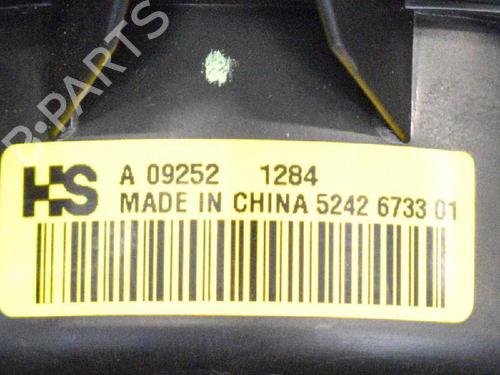 B-PARTS
HS
A 09252 1284
MADE IN CHINA 5242 6733 01